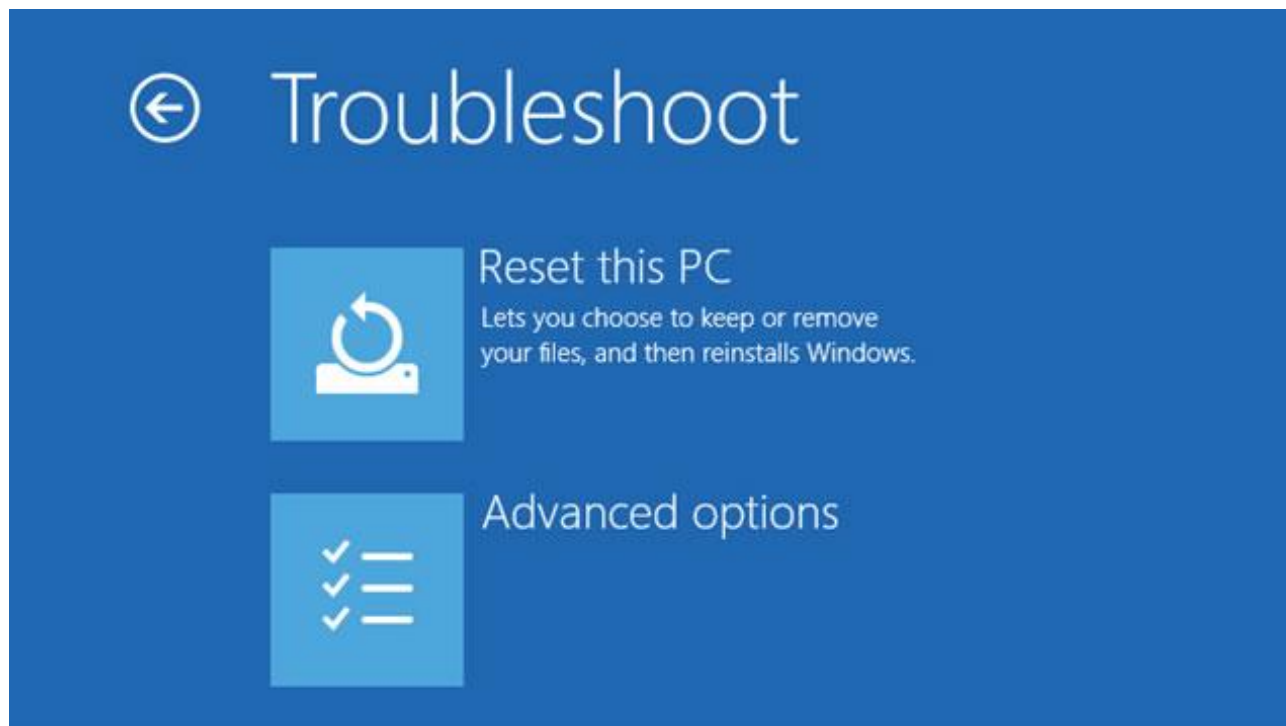 Troubleshoot
Reset this PC
Lets you choose to keep or remove
your files, and then reinstalls Windows.
Advanced options